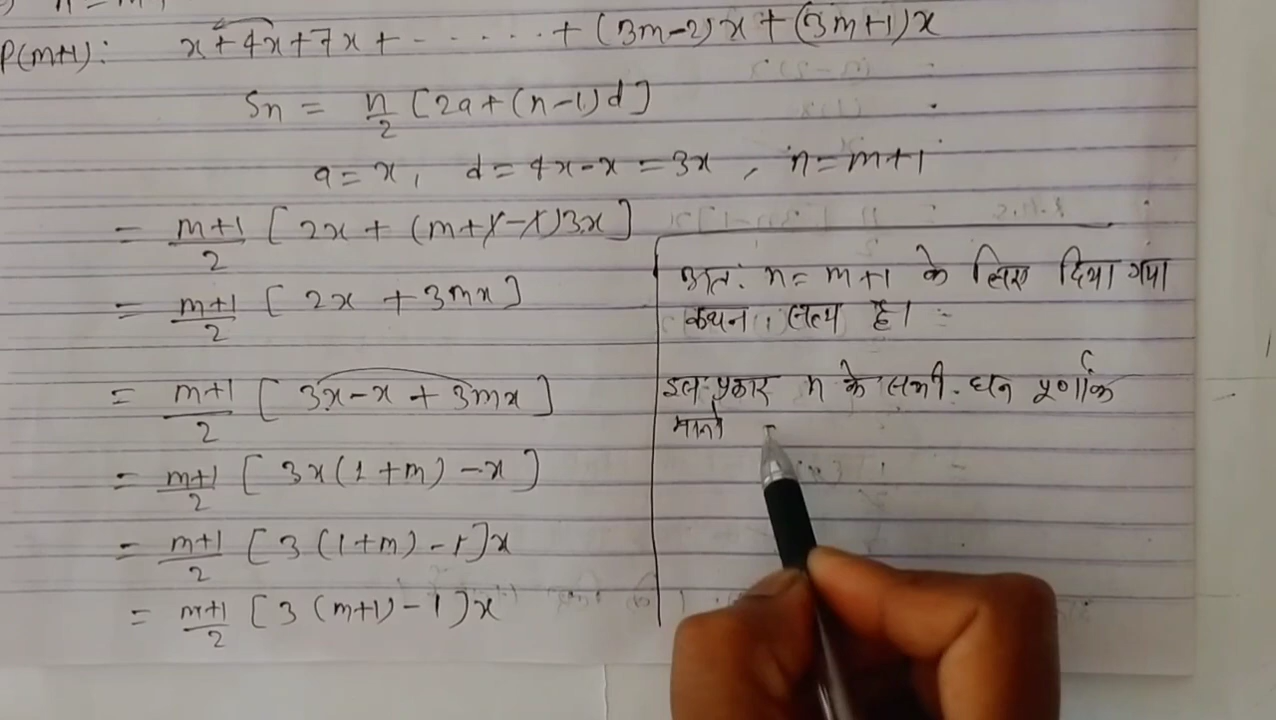 P(m+1): x+4x+7x+ - - - - - + (3m-2)x+(3m+1)x
Sn = n/2 [2a+(n-1)d]
a=x, d=4x-x=3x, n=m+1
= m+1/2 [2x+(m+1-1)3x]
= m+1/2 [2x+3mx]
= m+1/2 [3x-x+3mx]
= m+1/2 [3x(1+m)-x]
= m+1/2 [3(1+m)-1]x
= m+1/2 [3(m+1)-1]x
अतः n=m+1 के लिए दिया गया
कथन सत्य है।
इस प्रकार n के सभी धन पूर्णांक
मानो